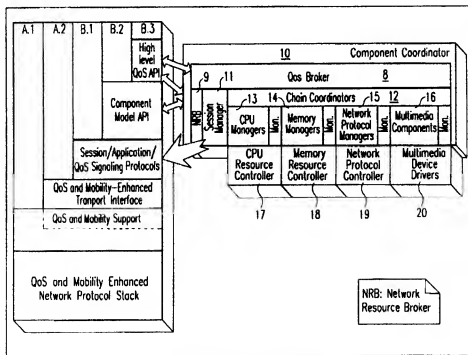 A.1 A.2 B.1 B.2 B.3
High
level
QoS API
Component
Model API
Session/Application/
QoS Signaling Protocols
QoS and Mobility-Enhanced
Tranport Interface
QoS and Mobility Support
QoS and Mobility Enhanced
Network Protocol Stack
10 Component Coordinator
9 11 Qos Broker 8
NRB
Session
Manager
14 Chain Coordinators 15 12 16
13
CPU
Managers
Mon.
Memory
Managers
Mon.
Network
Protocol
Managers
Mon.
Multimedia
Components
Mon.
CPU
Resource
Controller
Memory
Resource
Controller
Network
Protocol
Controller
Multimedia
Device
Drivers
17 18 19 20
NRB: Network
Resource Broker